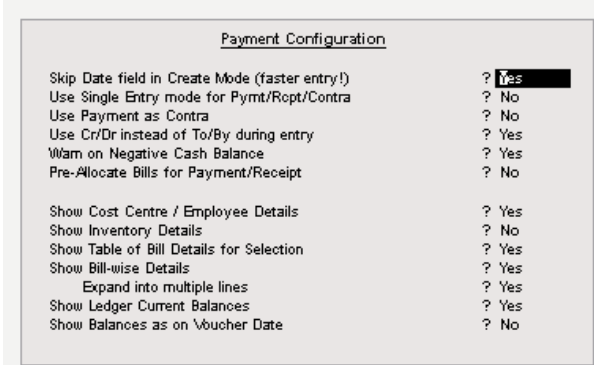 Payment Configuration
Skip Date field in Create Mode (faster entry!) ? Yes
Use Single Entry mode for Pymt/Rcpt/Contra ? No
Use Payment as Contra ? No
Use Cr/Dr instead of To/By during entry ? Yes
Warn on Negative Cash Balance ? Yes
Pre-Allocate Bills for Payment/Receipt ? No
Show Cost Centre / Employee Details ? Yes
Show Inventory Details ? No
Show Table of Bill Details for Selection ? Yes
Show Bill-wise Details ? Yes
Expand into multiple lines ? Yes
Show Ledger Current Balances ? Yes
Show Balances as on Voucher Date ? No